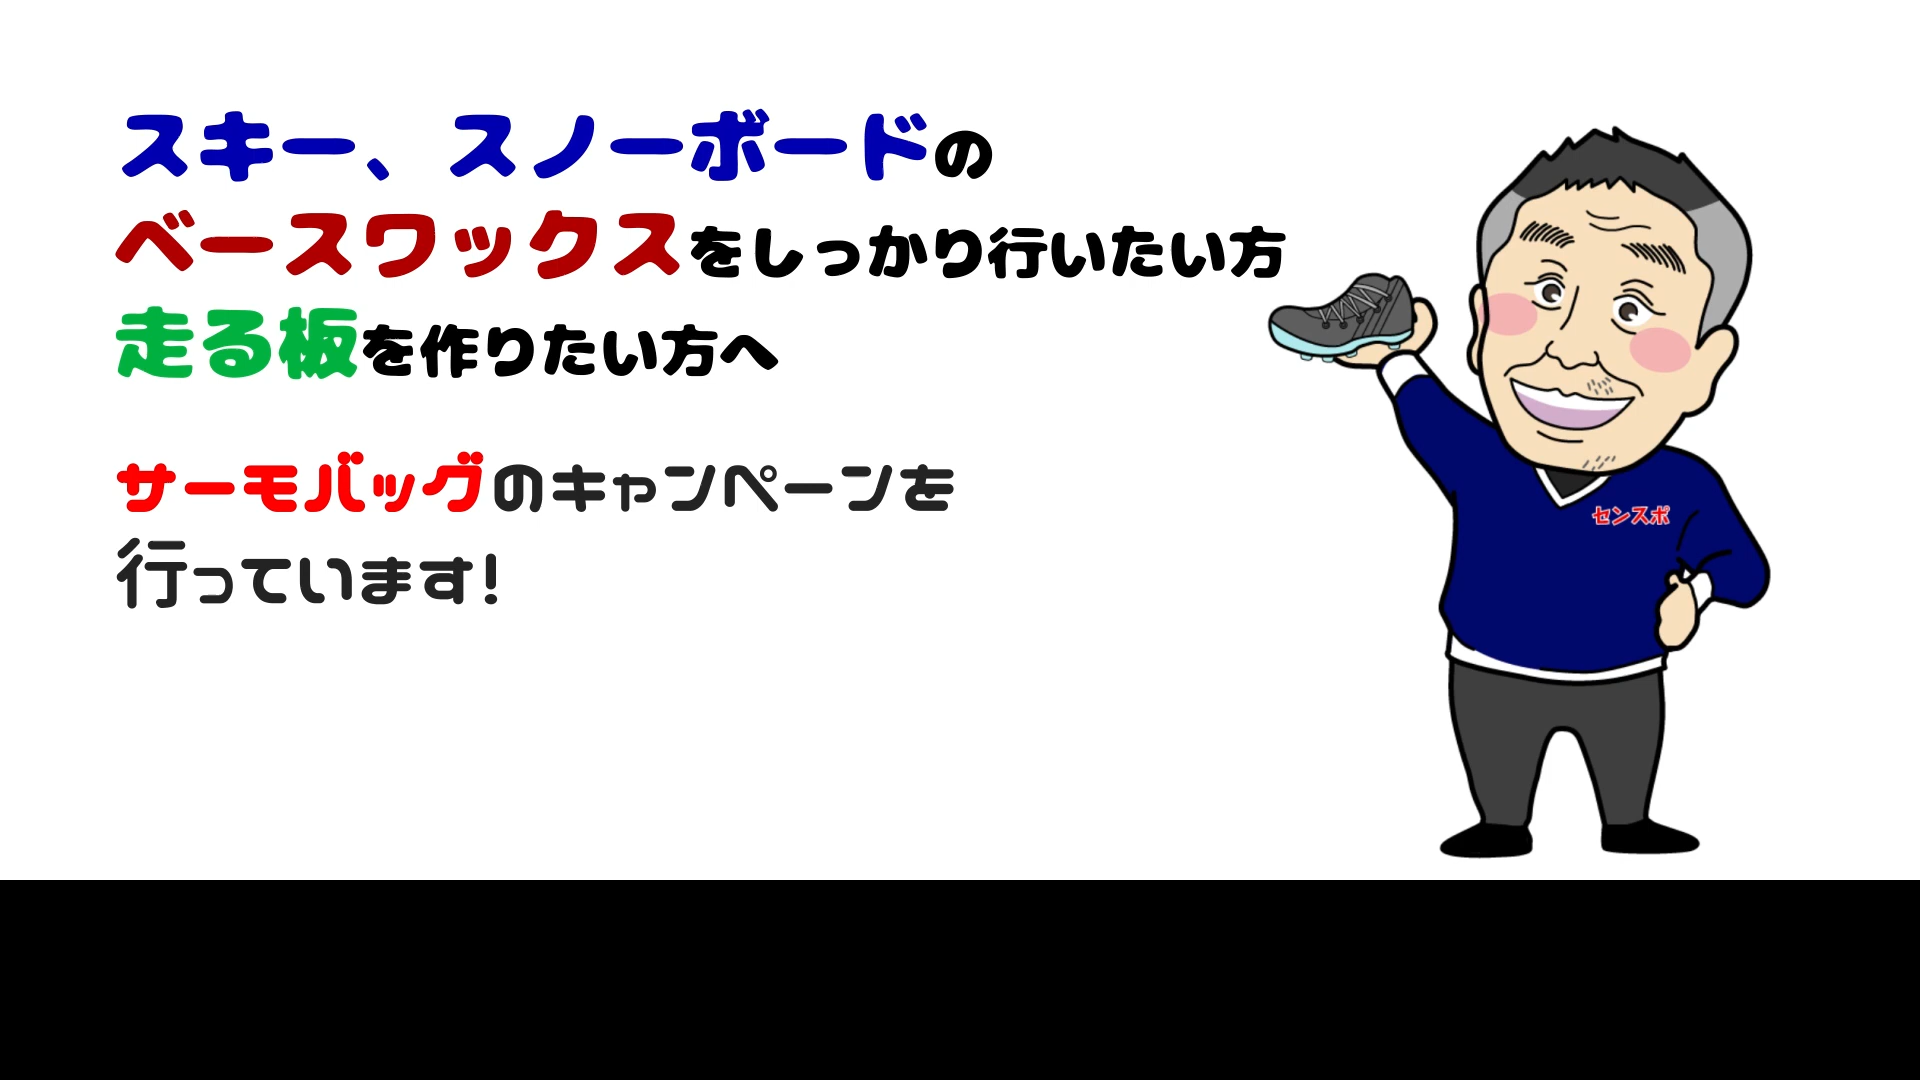 スキー、スノーボードの
ベースワックスをしっかり行いたい方
走る板を作りたい方へ
サーモバッグのキャンペーンを
行っています!
センスポ